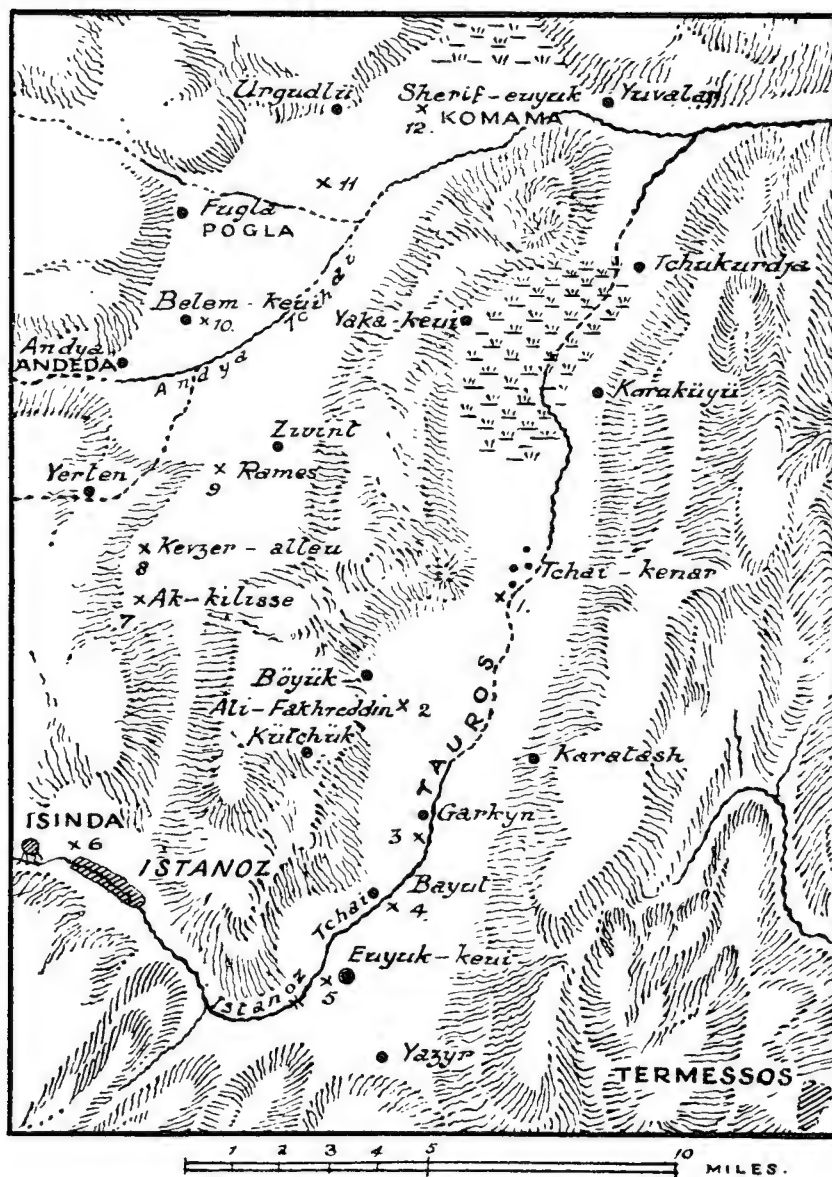 Urgudlu
Sherif-euyuk
Yuvalar
12.
KOMAMA
11
Fugla
POGLA
Tchukurdja
Belem-keui
10.
Yaka-keui
Andya Tchai
Andya
ANDEDA
Karaküyü
Zivint
Yerten
Rames
9
Kevzer-alleu
8
Tchai-kenar
Ak-kilisse
7
1.
Böyük
Ali-Fakhreddin
2
Kütchük
TAUROS
Karatash
Garkyn
3
ISINDA
6
ISTANOZ
Bayut
4.
Istanoz Tchai
Euyuk-keui
5
Yazyr
TERMESSOS
1 2 3 4 5 10
MILES.